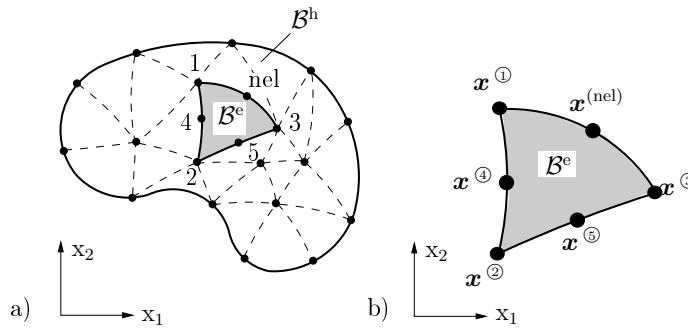 ℬʰ
1
nel
4
ℬᵉ
3
2
5
x₂
x₁
a)
𝒙^①
𝒙^(nel)
ℬᵉ
𝒙^④
𝒙^③
𝒙^⑤
𝒙^②
x₂
x₁
b)